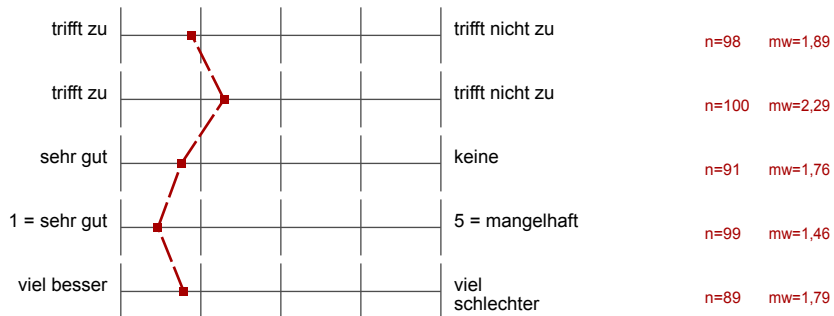 trifft zu trifft nicht zu n=98 mw=1,89
trifft zu trifft nicht zu n=100 mw=2,29
sehr gut keine n=91 mw=1,76
1 = sehr gut 5 = mangelhaft n=99 mw=1,46
viel besser viel n=89 mw=1,79
schlechter